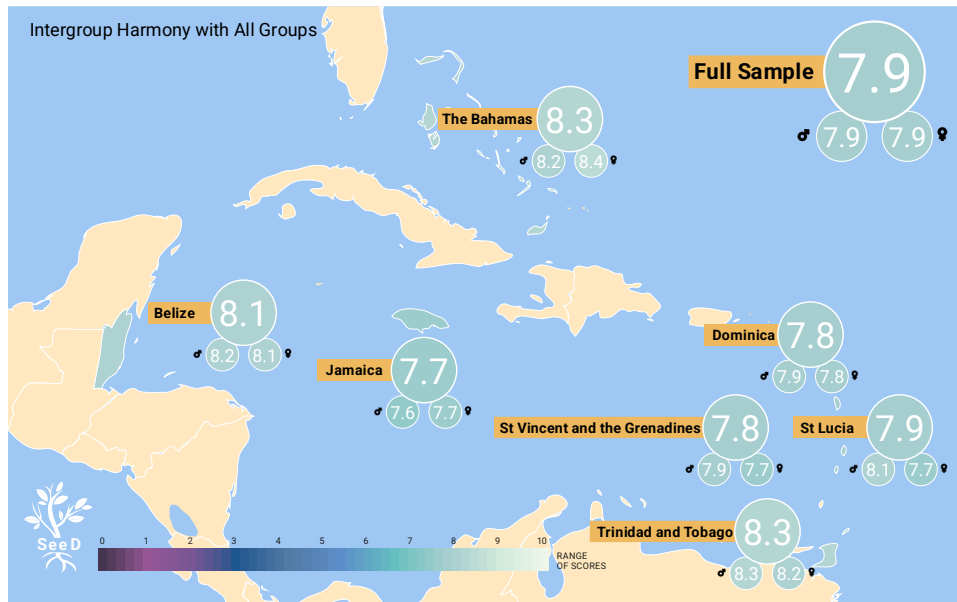 Intergroup Harmony with All Groups
Full Sample
7.9
♂ 7.9 7.9 ♀
The Bahamas
8.3
♂ 8.2 8.4 ♀
Belize
8.1
♂ 8.2 8.1 ♀
Jamaica
7.7
♂ 7.6 7.7 ♀
Dominica
7.8
♂ 7.9 7.8 ♀
St Vincent and the Grenadines
7.8
♂ 7.9 7.7 ♀
St Lucia
7.9
♂ 8.1 7.7 ♀
Trinidad and Tobago
8.3
♂ 8.3 8.2 ♀
SeeD
0 1 2 3 4 5 6 7 8 9 10
RANGE
OF SCORES